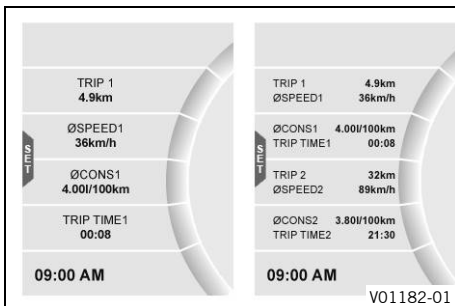 TRIP 1
4.9km
ØSPEED1
36km/h
SET
ØCONS1
4.00l/100km
TRIP TIME1
00:08
09:00 AM
TRIP 1 4.9km
ØSPEED1 36km/h
ØCONS1 4.00l/100km
TRIP TIME1 00:08
SET
TRIP 2 32km
ØSPEED2 89km/h
ØCONS2 3.80l/100km
TRIP TIME2 21:30
09:00 AM
V01182-01